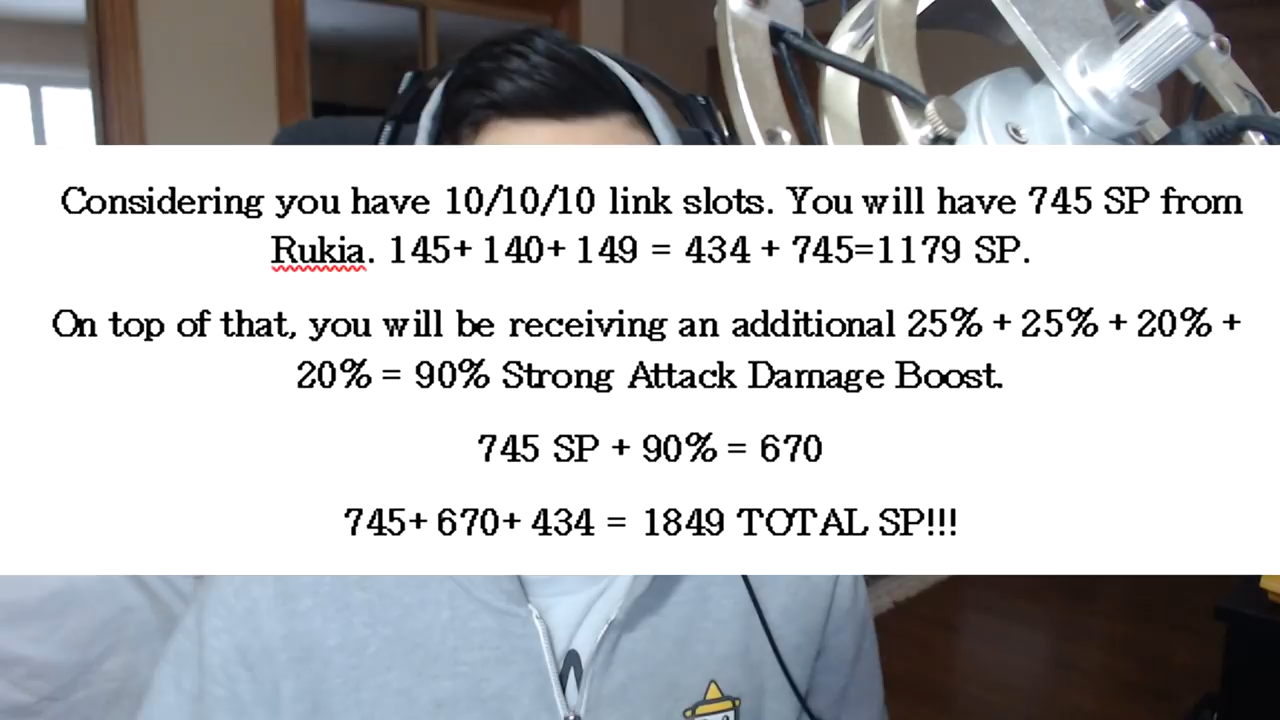 Considering you have 10/10/10 link slots. You will have 745 SP from
Rukia. 145+ 140+ 149 = 434 + 745=1179 SP.
On top of that, you will be receiving an additional 25% + 25% + 20% +
20% = 90% Strong Attack Damage Boost.
745 SP + 90% = 670
745+ 670+ 434 = 1849 TOTAL SP!!!